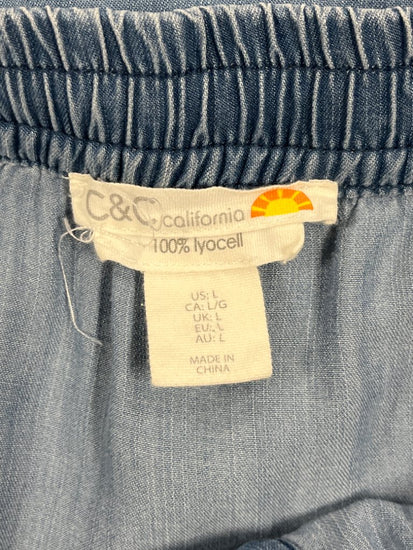 C&C california
100% lyocell
US: L
CA: L/G
UK: L
EU: L
AU: L
MADE IN
CHINA